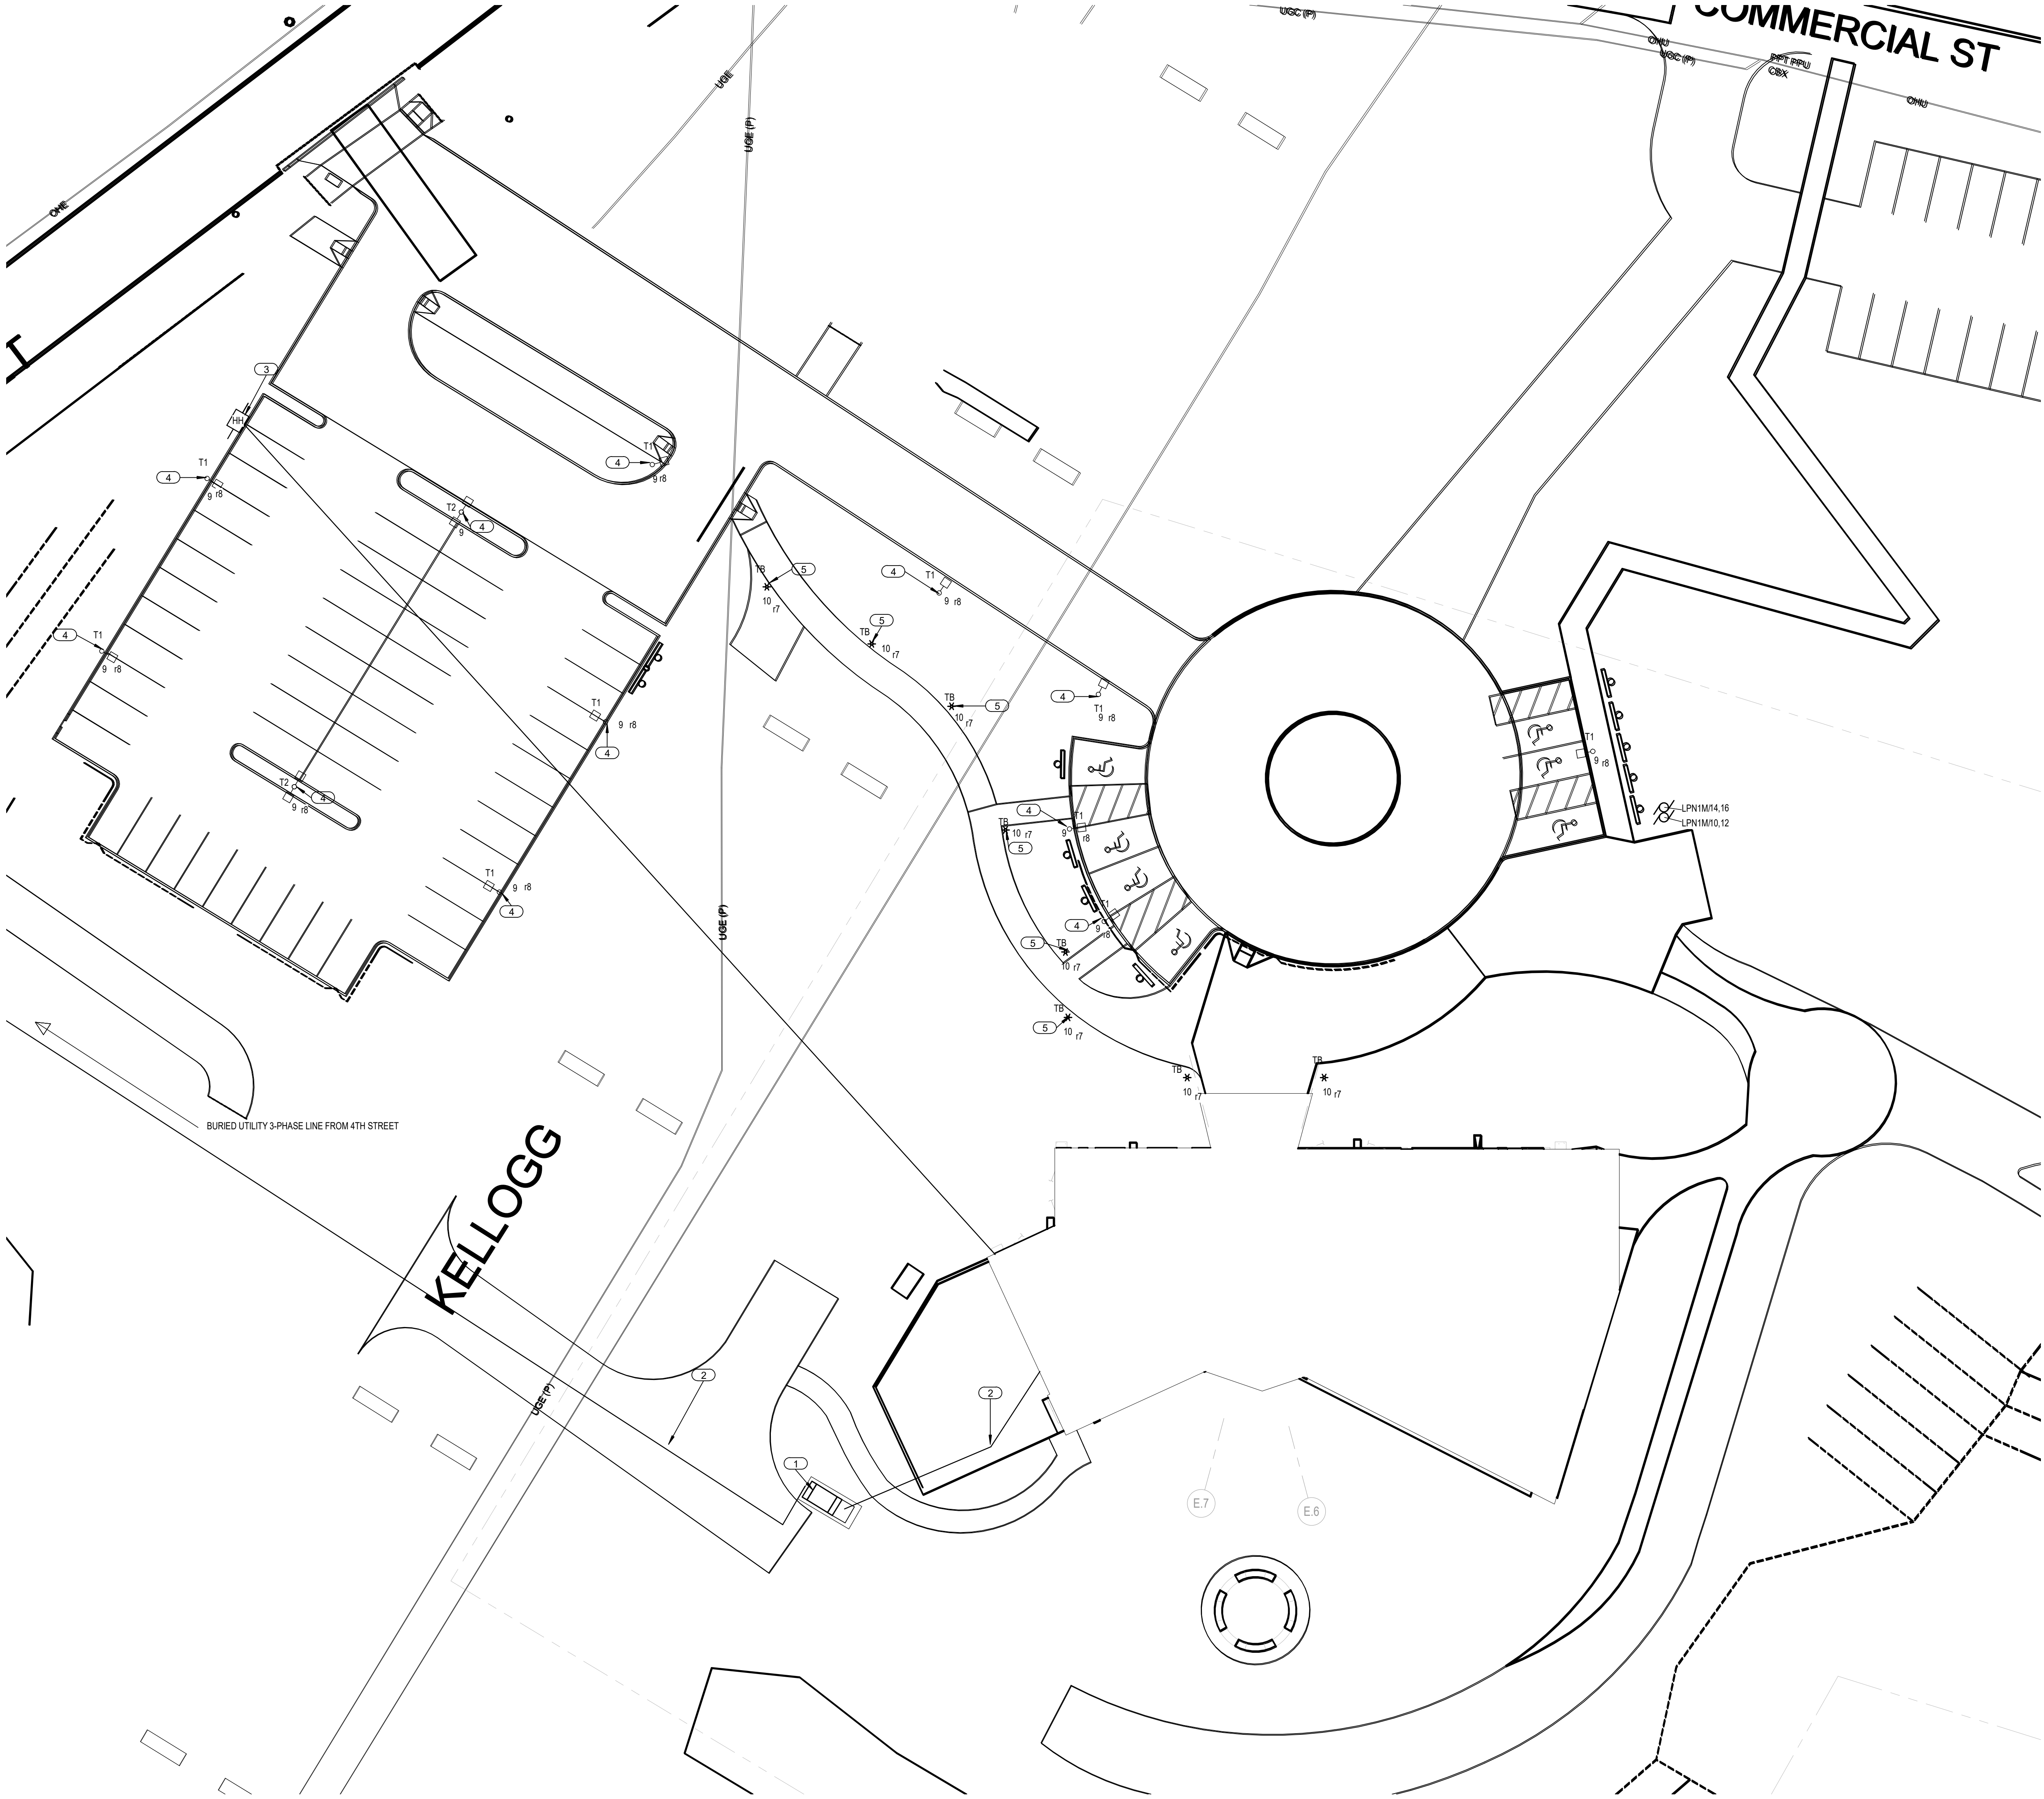 UGC (P)
COMMERCIAL ST
OHU
UGC (P)
PPT PPU
CBX
OHU
UGE
UGE (P)
OHE
T
3
HH
T1
4
9 r8
T1
4
9 r8
T2
4
9
TB
5
10 r7
4
T1
9 r8
TB
5
10 r7
T1
4
9 r8
TB
5
10 r7
4
T1
9 r8
T1
9 r8
4
T1
9 r8
T2
4
9 r8
LPN1M/14,16
LPN1M/10,12
4
T1
9
r8
TB
10 r7
5
T1
9 r8
4
T1
4
9
r8
UGE (P)
5
TB
10 r7
TB
5
10 r7
TB
10 r7
TB
10 r7
BURIED UTILITY 3-PHASE LINE FROM 4TH STREET
KELLOGG
2
UGE (P)
2
1
E.7
E.6